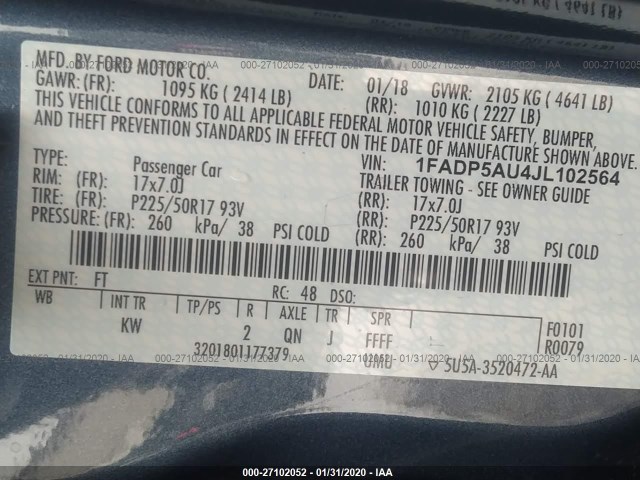 MFD. BY FORD MOTOR CO.
DATE: 01/18 GVWR: 2105 KG ( 4641 LB)
GAWR: (FR): 1095 KG ( 2414 LB) (RR): 1010 KG ( 2227 LB)
THIS VEHICLE CONFORMS TO ALL APPLICABLE FEDERAL MOTOR VEHICLE SAFETY, BUMPER,
AND THEFT PREVENTION STANDARDS IN EFFECT ON THE DATE OF MANUFACTURE SHOWN ABOVE.
VIN: 1FADP5AU4JL102564
TYPE: Passenger Car TRAILER TOWING - SEE OWNER GUIDE
RIM: (FR): 17x7.0J (RR): 17x7.0J
TIRE: (FR): P225/50R17 93V (RR): P225/50R17 93V
PRESSURE: (FR): 260 kPa/ 38 PSI COLD (RR): 260 kPa/ 38 PSI COLD
EXT PNT: FT RC: 48 DSO:
WB INT TR TP/PS R AXLE TR SPR F0101
KW 2 QN J FFFF R0079
3201801177379 UMU 5U5A-3520472-AA
000-27102052 - 01/31/2020 - IAA